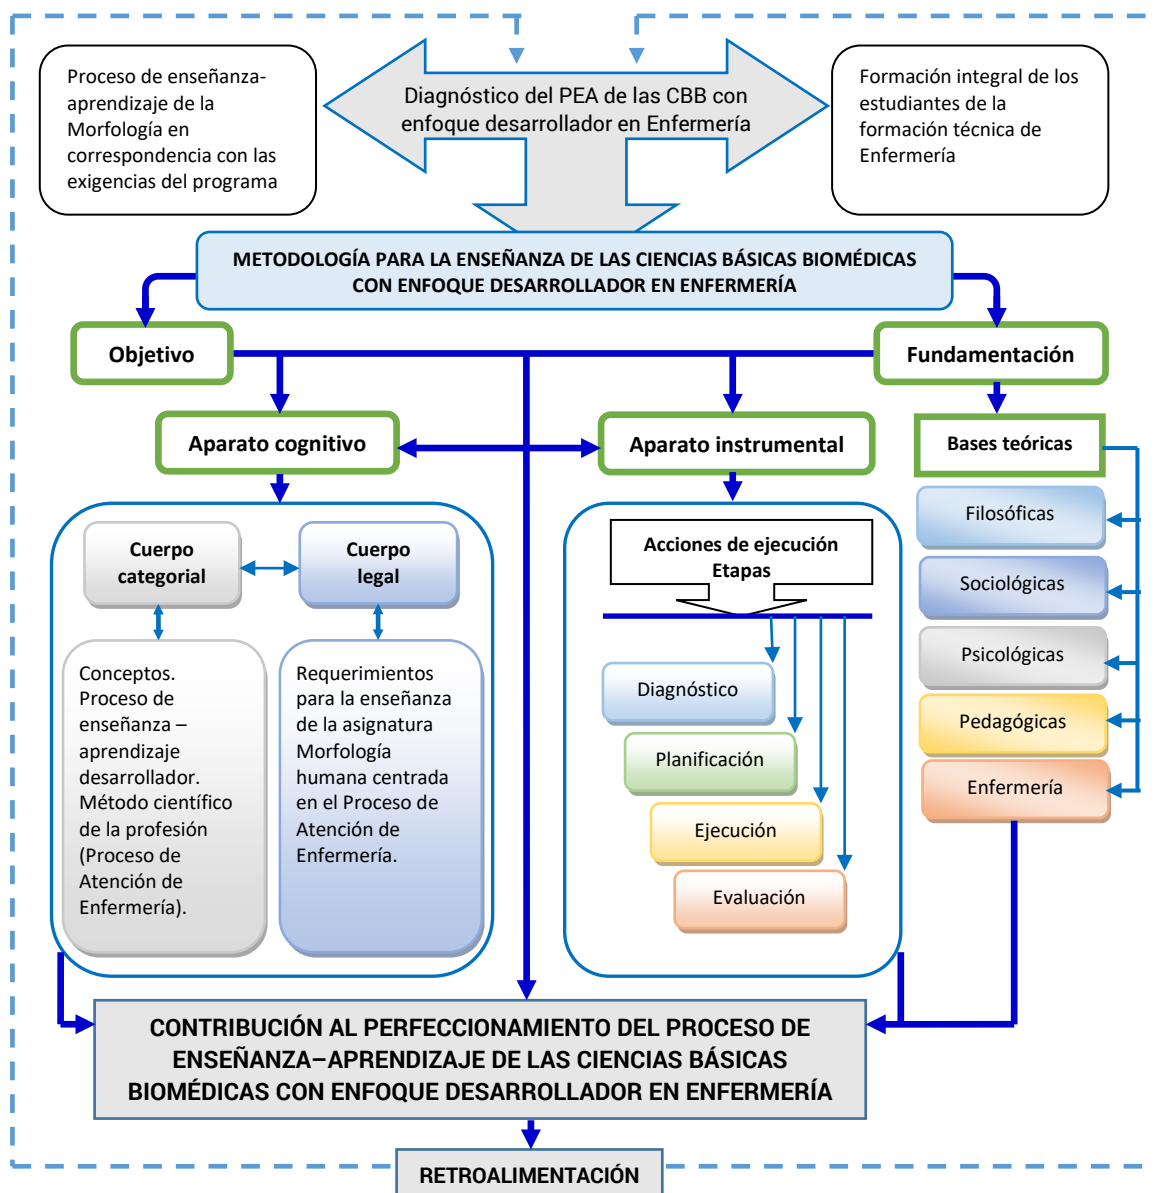 Proceso de enseñanza-
aprendizaje de la
Morfología en
correspondencia con las
exigencias del programa
Diagnóstico del PEA de las CBB con
enfoque desarrollador en Enfermería
Formación integral de los
estudiantes de la
formación técnica de
Enfermería
METODOLOGÍA PARA LA ENSEÑANZA DE LAS CIENCIAS BÁSICAS BIOMÉDICAS
CON ENFOQUE DESARROLLADOR EN ENFERMERÍA
Objetivo
Fundamentación
Aparato cognitivo
Aparato instrumental
Bases teóricas
Cuerpo
categorial
Cuerpo
legal
Conceptos.
Proceso de
enseñanza –
aprendizaje
desarrollador.
Método científico
de la profesión
(Proceso de
Atención de
Enfermería).
Requerimientos
para la enseñanza
de la asignatura
Morfología
humana centrada
en el Proceso de
Atención de
Enfermería.
Acciones de ejecución
Etapas
Diagnóstico
Planificación
Ejecución
Evaluación
Filosóficas
Sociológicas
Psicológicas
Pedagógicas
Enfermería
CONTRIBUCIÓN AL PERFECCIONAMIENTO DEL PROCESO DE
ENSEÑANZA–APRENDIZAJE DE LAS CIENCIAS BÁSICAS
BIOMÉDICAS CON ENFOQUE DESARROLLADOR EN ENFERMERÍA
RETROALIMENTACIÓN